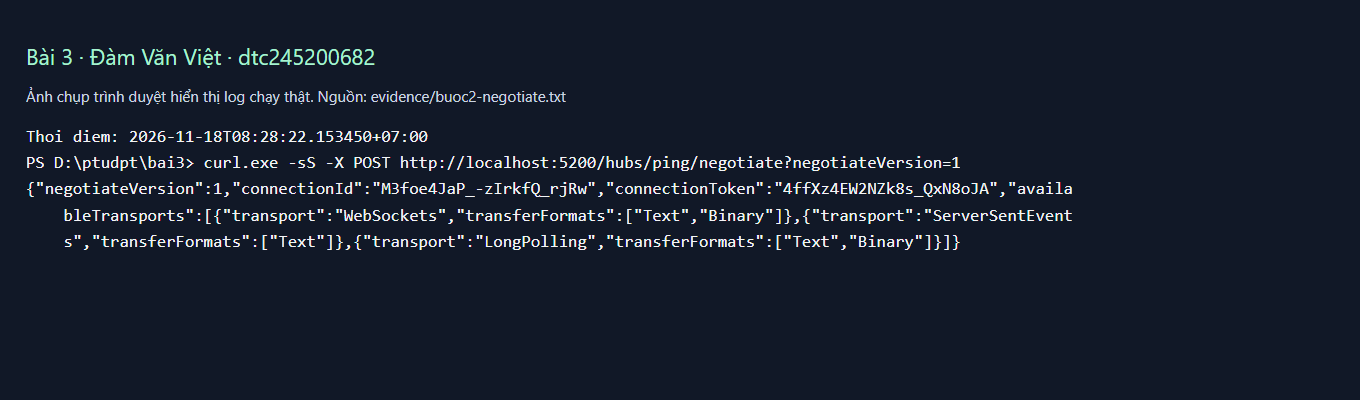 Bài 3 · Đàm Văn Việt · dtc245200682
Ảnh chụp trình duyệt hiển thị log chạy thật. Nguồn: evidence/buoc2-negotiate.txt
Thoi diem: 2026-11-18T08:28:22.153450+07:00
PS D:\ptudpt\bai3> curl.exe -sS -X POST http://localhost:5200/hubs/ping/negotiate?negotiateVersion=1
{"negotiateVersion":1,"connectionId":"M3foe4JaP_-zIrkfQ_rjRw","connectionToken":"4ffXz4EW2NZk8s_QxN8oJA","availa
bleTransports":[{"transport":"WebSockets","transferFormats":["Text","Binary"]},{"transport":"ServerSentEvent
s","transferFormats":["Text"]},{"transport":"LongPolling","transferFormats":["Text","Binary"]}]}